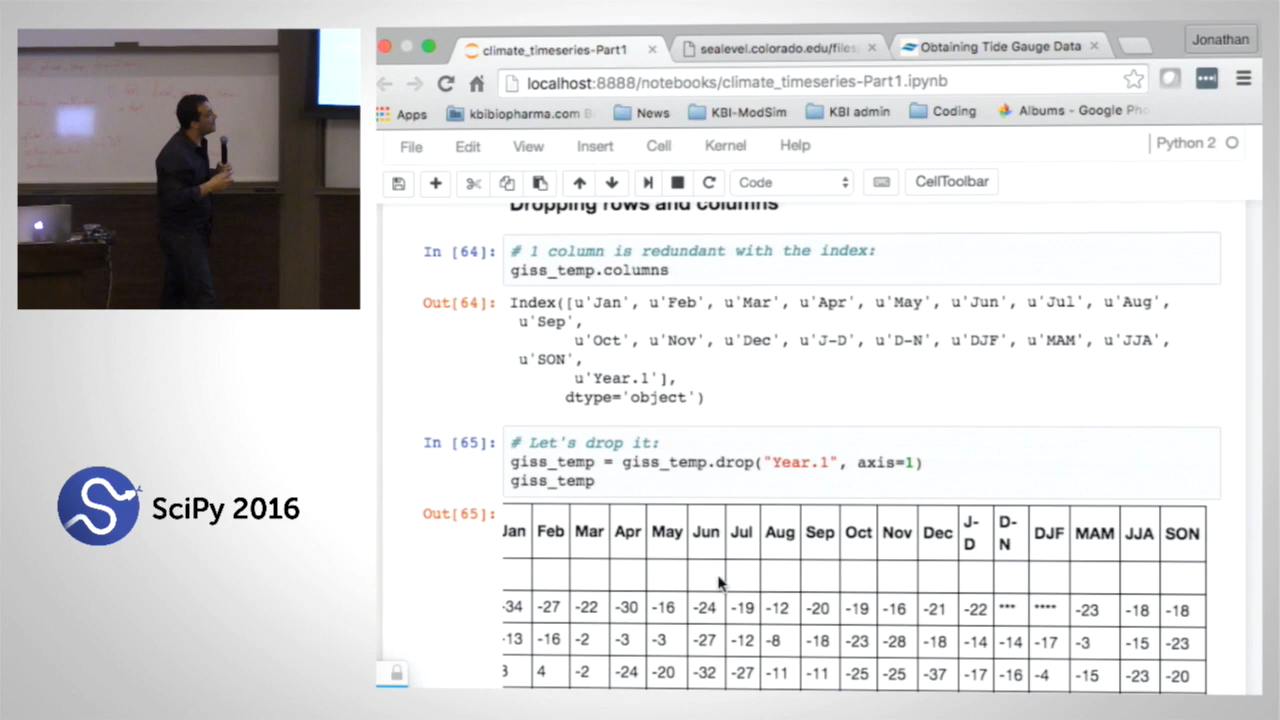 climate_timeseries-Part1
sealevel.colorado.edu/files
Obtaining Tide Gauge Data
Jonathan
localhost:8888/notebooks/climate_timeseries-Part1.ipynb
Apps kbibiopharma.com News KBI-ModSim KBI admin Coding Albums - Google Pho
File Edit View Insert Cell Kernel Help Python 2
Code CellToolbar
Dropping rows and columns
In [64]: # 1 column is redundant with the index:
giss_temp.columns
Out[64]: Index([u'Jan', u'Feb', u'Mar', u'Apr', u'May', u'Jun', u'Jul', u'Aug',
u'Sep',
u'Oct', u'Nov', u'Dec', u'J-D', u'D-N', u'DJF', u'MAM', u'JJA',
u'SON',
u'Year.1'],
dtype='object')
In [65]: # Let's drop it:
giss_temp = giss_temp.drop("Year.1", axis=1)
giss_temp
Out[65]:
Jan Feb Mar Apr May Jun Jul Aug Sep Oct Nov Dec J-D D-N DJF MAM JJA SON
-34 -27 -22 -30 -16 -24 -19 -12 -20 -19 -16 -21 -22 *** **** -23 -18 -18
-13 -16 -2 -3 -3 -27 -12 -8 -18 -23 -28 -18 -14 -14 -17 -3 -15 -23
3 4 -2 -24 -20 -32 -27 -11 -11 -25 -25 -37 -17 -16 -4 -15 -23 -20
SciPy 2016